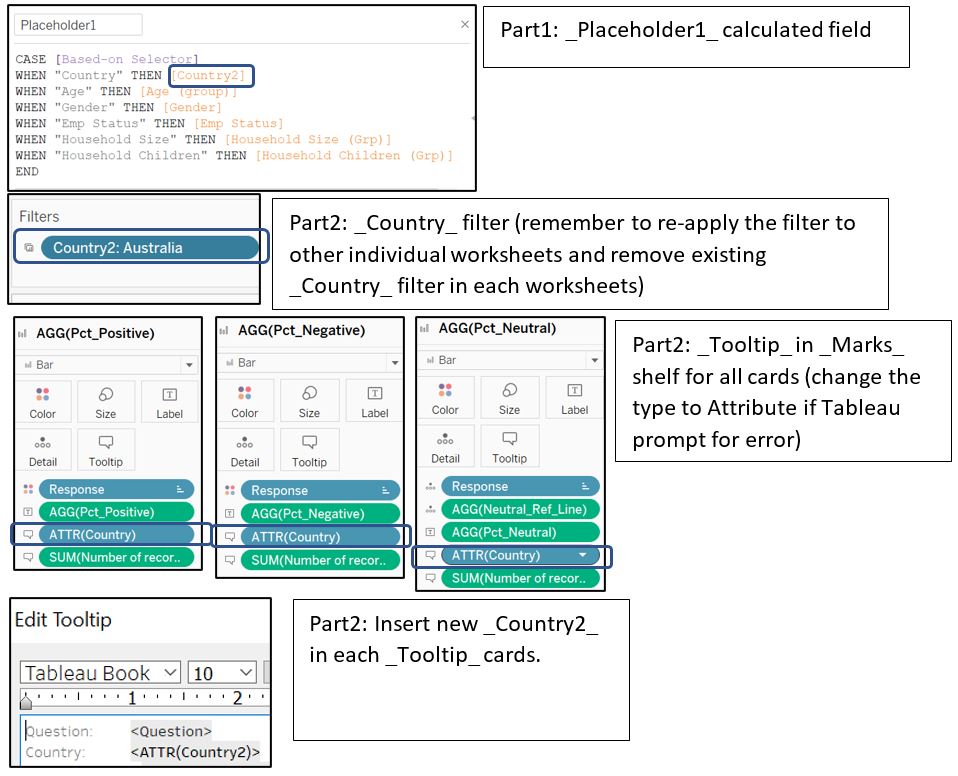 Placeholder1
×
CASE [Based-on Selector]
WHEN "Country" THEN [Country2]
WHEN "Age" THEN [Age (group)]
WHEN "Gender" THEN [Gender]
WHEN "Emp Status" THEN [Emp Status]
WHEN "Household Size" THEN [Household Size (Grp)]
WHEN "Household Children" THEN [Household Children (Grp)]
END
Part1: _Placeholder1_ calculated field
Filters
Country2: Australia
Part2: _Country_ filter (remember to re-apply the filter to
other individual worksheets and remove existing
_Country_ filter in each worksheets)
AGG(Pct_Positive)
Bar
Color
Size
Label
Detail
Tooltip
Response
AGG(Pct_Positive)
ATTR(Country)
SUM(Number of recor..
AGG(Pct_Negative)
Bar
Color
Size
Label
Detail
Tooltip
Response
AGG(Pct_Negative)
ATTR(Country)
SUM(Number of recor..
AGG(Pct_Neutral)
Bar
Color
Size
Label
Detail
Tooltip
Response
AGG(Neutral_Ref_Line)
AGG(Pct_Neutral)
ATTR(Country)
SUM(Number of recor..
Part2: _Tooltip_ in _Marks_
shelf for all cards (change the
type to Attribute if Tableau
prompt for error)
Edit Tooltip
Tableau Book
10
1 2
Question: <Question>
Country: <ATTR(Country2)>
Part2: Insert new _Country2_
in each _Tooltip_ cards.